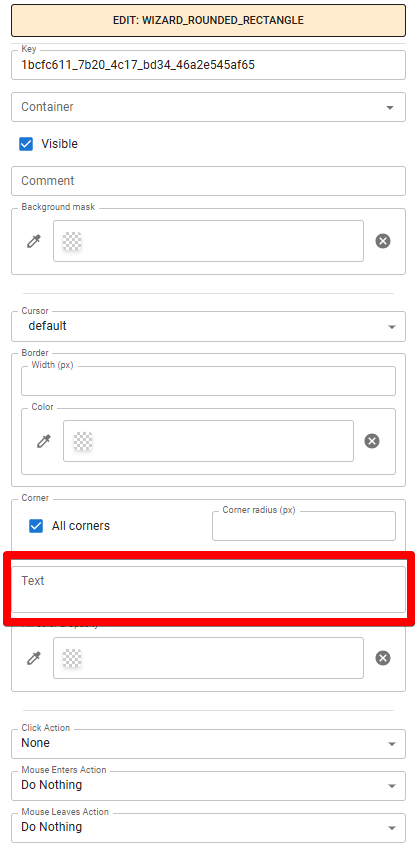 EDIT: WIZARD_ROUNDED_RECTANGLE
Key
1bcfc611_7b20_4c17_bd34_46a2e545af65
Container
Visible
Comment
Background mask
Cursor
default
Border
Width (px)
Color
Corner
All corners
Corner radius (px)
Text
Click Action
None
Mouse Enters Action
Do Nothing
Mouse Leaves Action
Do Nothing